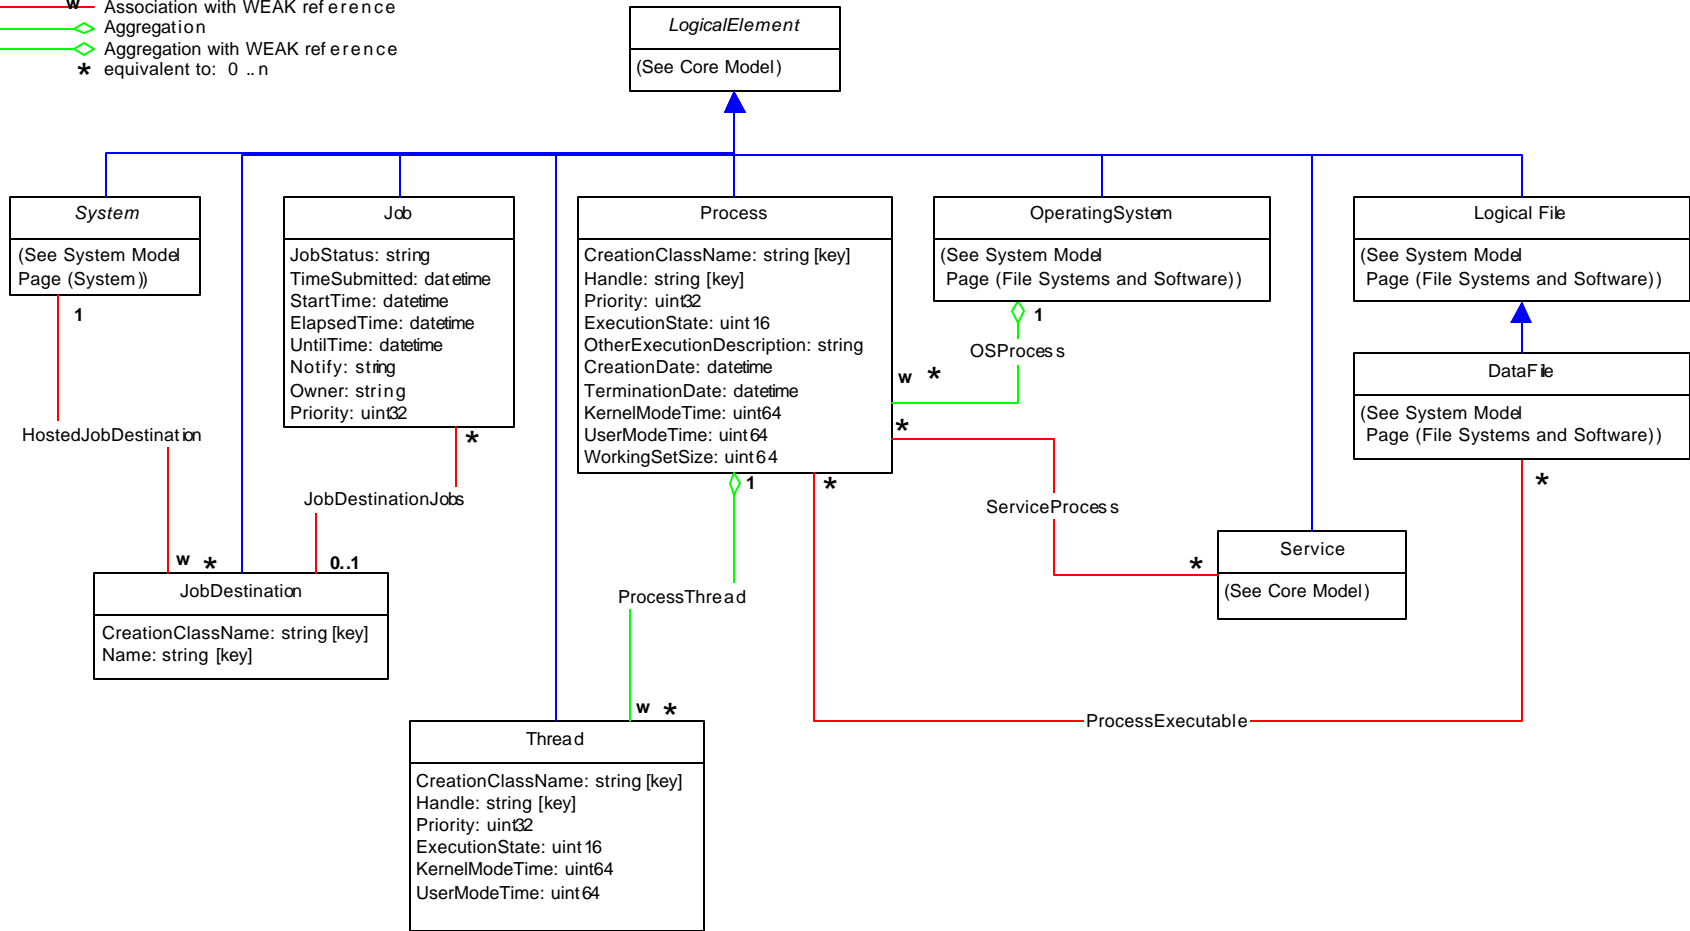 w Association with WEAK reference
Aggregation
Aggregation with WEAK reference
* equivalent to: 0 .. n
LogicalElement
(See Core Model)
System
(See System Model
Page (System))
1
Job
JobStatus: string
TimeSubmitted: datetime
StartTime: datetime
ElapsedTime: datetime
UntilTime: datetime
Notify: string
Owner: string
Priority: uint32
*
Process
CreationClassName: string [key]
Handle: string [key]
Priority: uint32
ExecutionState: uint16
OtherExecutionDescription: string
CreationDate: datetime
TerminationDate: datetime
KernelModeTime: uint64
UserModeTime: uint64
WorkingSetSize: uint64
1
*
OperatingSystem
(See System Model
Page (File Systems and Software))
1
OSProcess
w *
*
Logical File
(See System Model
Page (File Systems and Software))
DataFile
(See System Model
Page (File Systems and Software))
*
HostedJobDestination
JobDestinationJobs
w *
0..1
JobDestination
CreationClassName: string [key]
Name: string [key]
ServiceProcess
*
Service
(See Core Model)
ProcessThread
w *
ProcessExecutable
Thread
CreationClassName: string [key]
Handle: string [key]
Priority: uint32
ExecutionState: uint16
KernelModeTime: uint64
UserModeTime: uint64